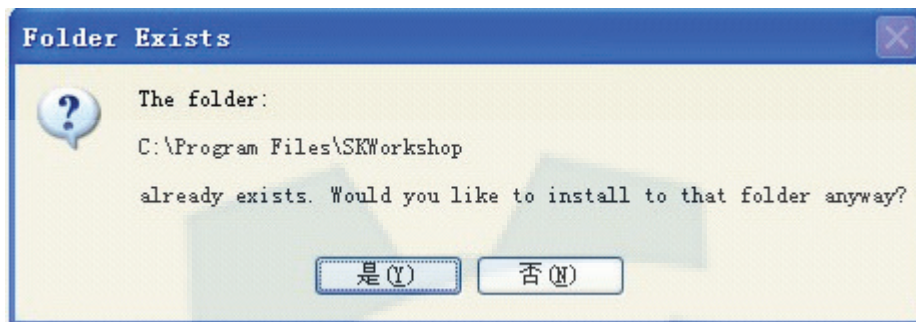 Folder Exists
The folder:
C:\Program Files\SKWorkshop
already exists. Would you like to install to that folder anyway?
是(Y)
否(N)